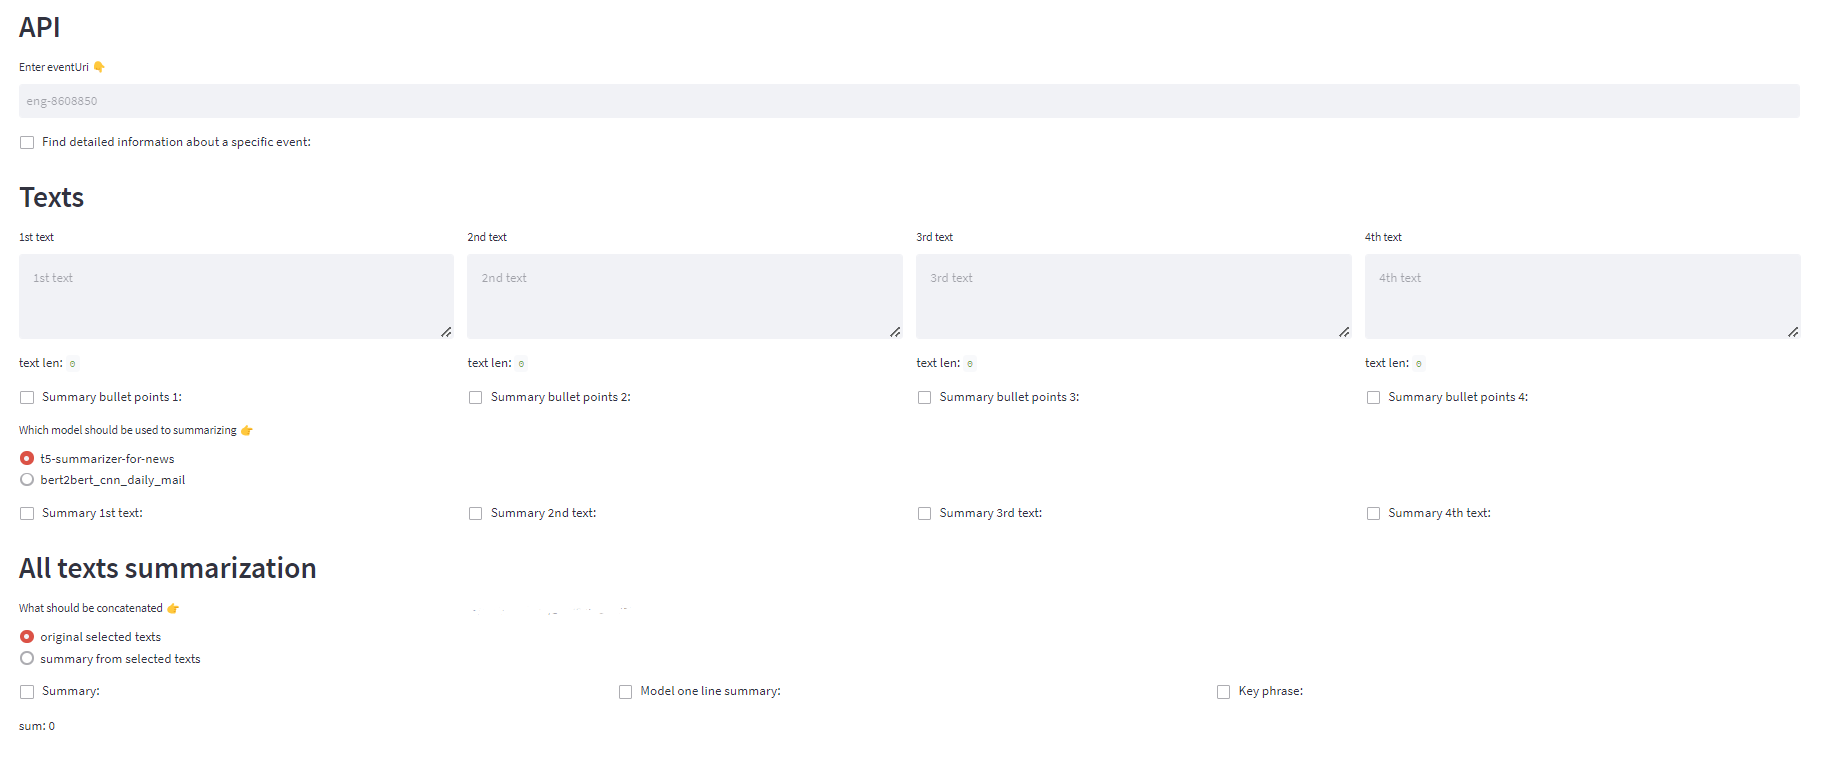 API
Enter eventUri 👇
eng-8608850
Find detailed information about a specific event:
Texts
1st text 2nd text 3rd text 4th text
1st text 2nd text 3rd text 4th text
text len: 0 text len: 0 text len: 0 text len: 0
Summary bullet points 1: Summary bullet points 2: Summary bullet points 3: Summary bullet points 4:
Which model should be used to summarizing 👉
t5-summarizer-for-news
bert2bert_cnn_daily_mail
Summary 1st text: Summary 2nd text: Summary 3rd text: Summary 4th text:
All texts summarization
What should be concatenated 👉
original selected texts
summary from selected texts
Summary: Model one line summary: Key phrase:
sum: 0